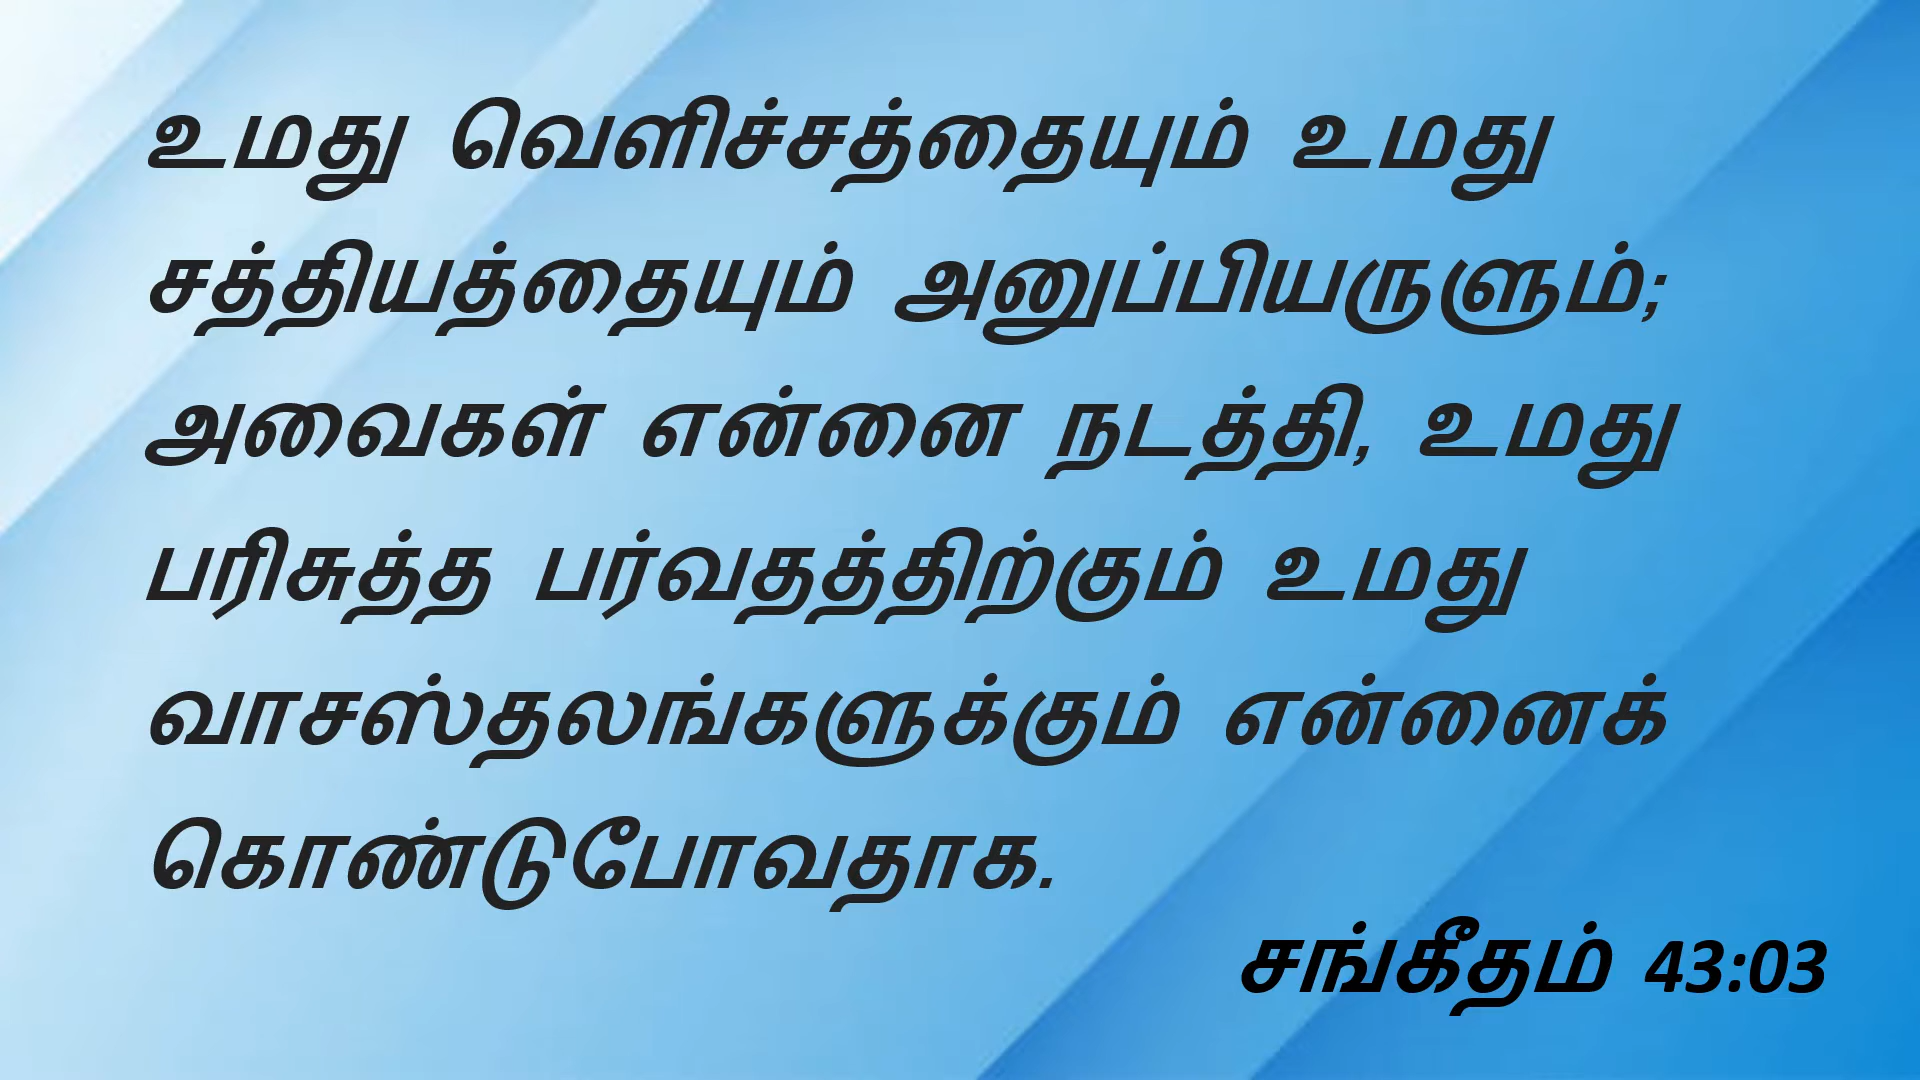 உமது வெளிச்சத்தையும் உமது
சத்தியத்தையும் அனுப்பியருளும்;
அவைகள் என்னை நடத்தி, உமது
பரிசுத்த பர்வதத்திற்கும் உமது
வாசஸ்தலங்களுக்கும் என்னைக்
கொண்டுபோவதாக.
சங்கீதம் 43:03